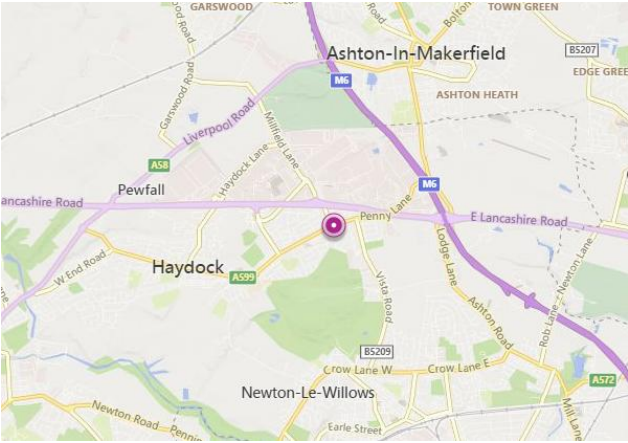 GARSWOOD
TOWN GREEN
Bolton
B5207
Garswood Road
Ashton-In-Makerfield
EDGE GREE
M6
ASHTON HEATH
Liverpool Road
Millfield Lane
A58
Haydock Lane
Pewfall
M6
ancashire Road
Penny Lane
E Lancashire Road
Lodge Lane
Haydock
A599
W End Road
Vista Road
Ashton Road
Rob Lane - Newton Lane
B5209
Crow Lane W
Crow Lane E
A572
Newton-Le-Willows
Mill Lane
Newton Road
Pennin
Earle Street